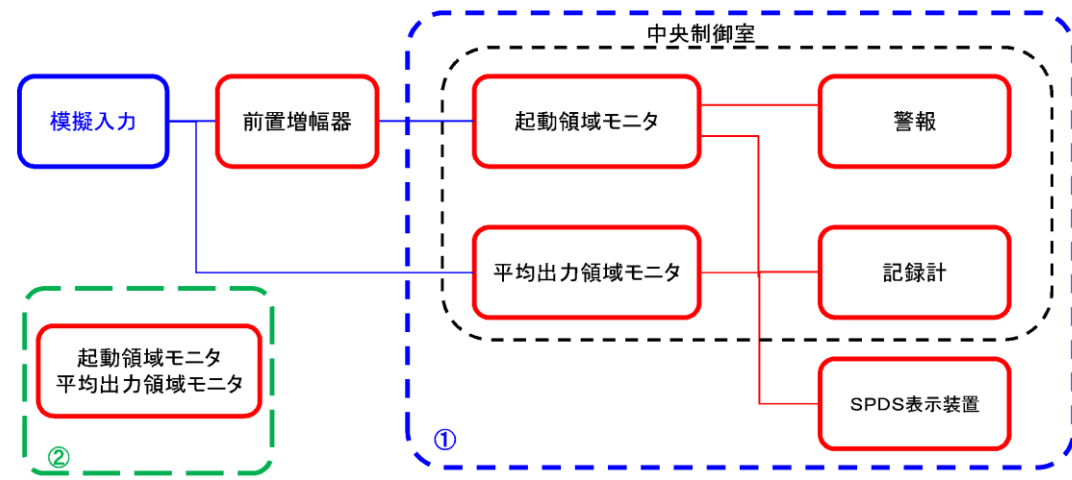 中央制御室
模擬入力
前置増幅器
起動領域モニタ
警報
平均出力領域モニタ
記録計
起動領域モニタ
平均出力領域モニタ
SPDS表示装置
①
②